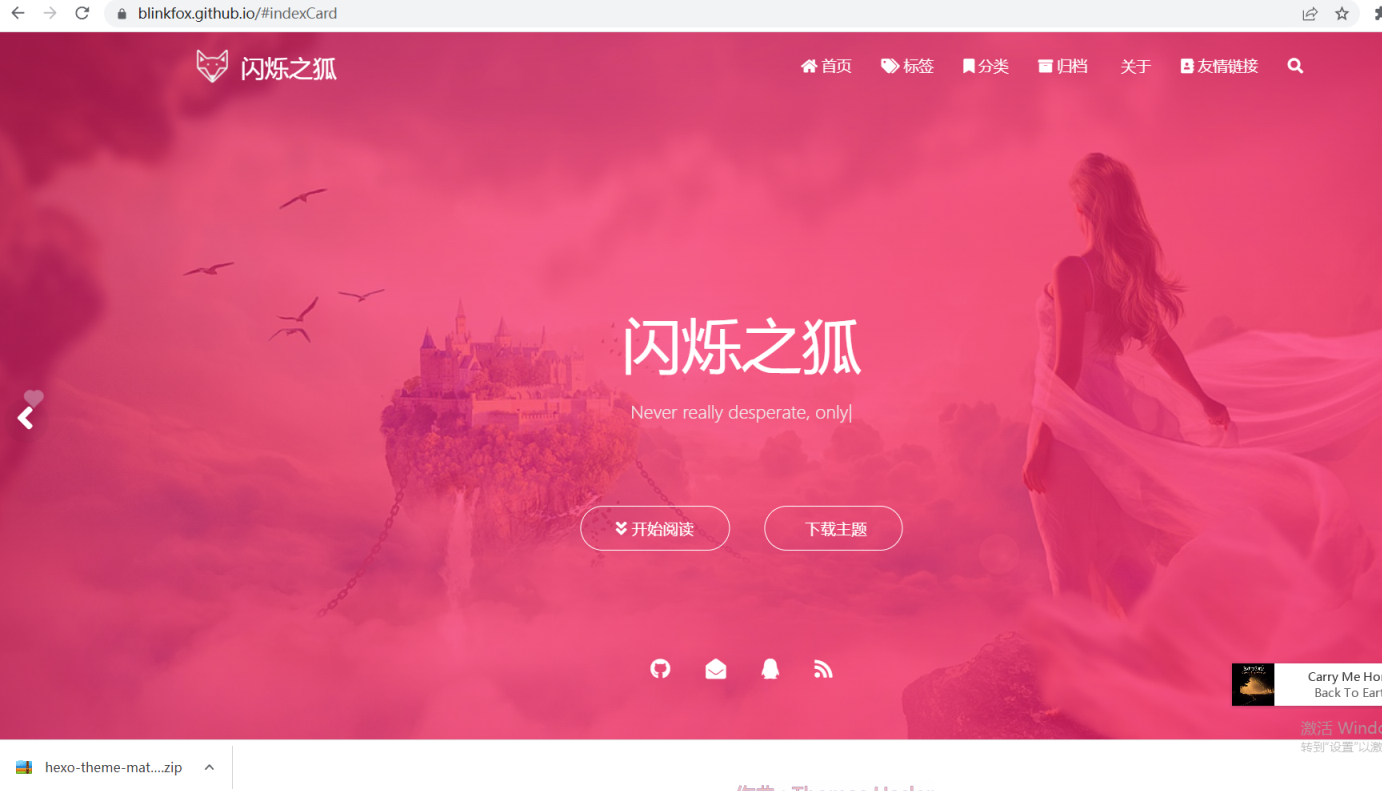 blinkfox.github.io/#indexCard
闪烁之狐
首页 标签 分类 归档 关于 友情链接
闪烁之狐
Never really desperate, only|
开始阅读 下载主题
Carry Me Ho
Back To Eart
激活 Windo
转到"设置"以激
hexo-theme-mat....zip